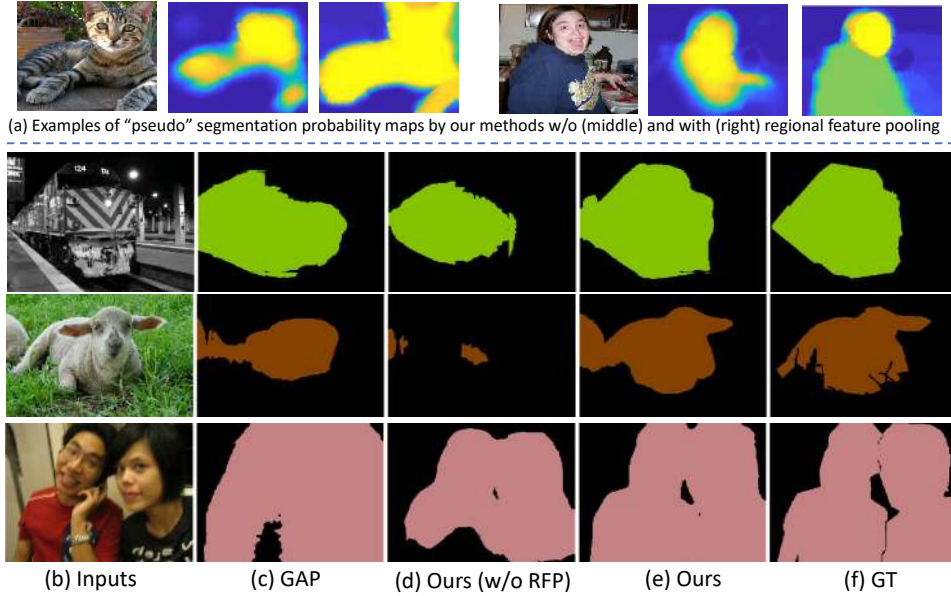 (a) Examples of “pseudo” segmentation probability maps by our methods w/o (middle) and with (right) regional feature pooling
124
(b) Inputs
(c) GAP
(d) Ours (w/o RFP)
(e) Ours
(f) GT